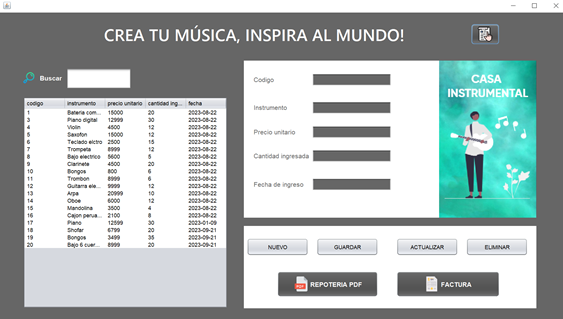 CREA TU MÚSICA, INSPIRA AL MUNDO!
Buscar
codigo instrumento precio unitario cantidad ing... fecha
1 Bateria com... 15000 20 2023-08-22
3 Piano digital 12999 30 2023-08-22
4 Violin 4500 12 2023-08-22
5 Saxofon 15000 12 2023-08-22
6 Teclado elctro 2500 15 2023-08-22
7 Trompeta 8999 12 2023-08-22
8 Bajo electrico 5600 5 2023-08-22
9 Clarinete 4500 20 2023-08-22
10 Bongos 800 6 2023-08-22
11 Trombon 8999 6 2023-08-22
12 Guitarra ele... 9999 12 2023-08-22
13 Arpa 20999 10 2023-08-22
14 Oboe 6000 12 2023-08-22
15 Mandolina 3500 4 2023-08-22
16 Cajon perua... 2100 8 2023-08-22
17 Piano 12599 30 2023-01-09
18 Shofar 6799 20 2023-09-21
19 Bongos 3499 35 2023-09-21
20 Bajo 6 cuer... 8999 20 2023-09-21
Codigo
Instrumento
Precio unitario
Cantidad ingresada
Fecha de ingreso
CASA
INSTRUMENTAL
NUEVO GUARDAR ACTUALIZAR ELIMINAR
PDF REPOTERIA PDF FACTURA